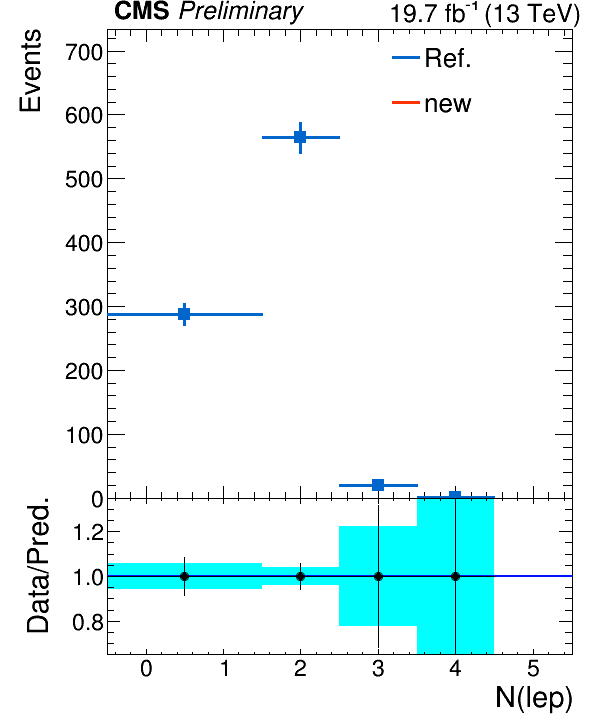 CMS Preliminary 19.7 fb⁻¹ (13 TeV)
Events
700
600
500
400
300
200
100
0
Ref.
new
Data/Pred.
1.2
1.0
0.8
0 1 2 3 4 5
N(lep)